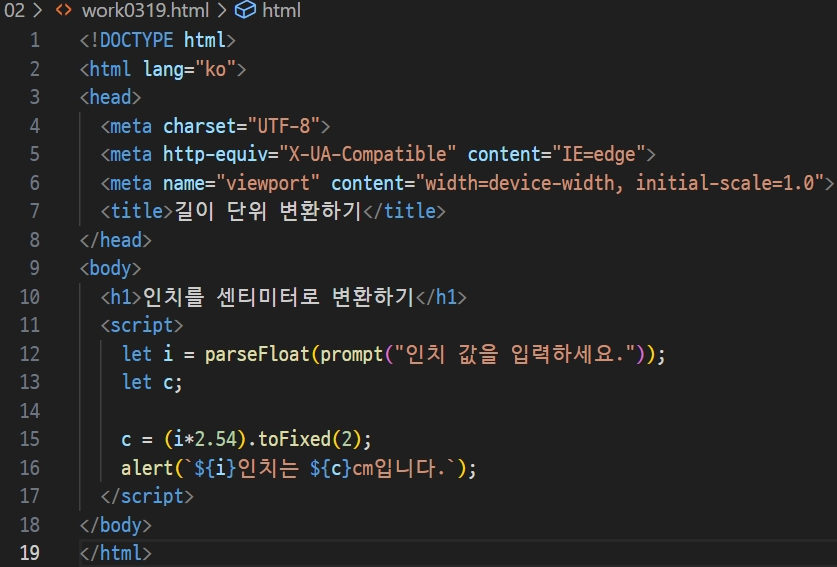 02 > <> work0319.html > html
1 <!DOCTYPE html>
2 <html lang="ko">
3 <head>
4   <meta charset="UTF-8">
5   <meta http-equiv="X-UA-Compatible" content="IE=edge">
6   <meta name="viewport" content="width=device-width, initial-scale=1.0">
7   <title>길이 단위 변환하기</title>
8 </head>
9 <body>
10   <h1>인치를 센티미터로 변환하기</h1>
11   <script>
12     let i = parseFloat(prompt("인치 값을 입력하세요."));
13     let c;
14
15     c = (i*2.54).toFixed(2);
16     alert(`${i}인치는 ${c}cm입니다.`);
17   </script>
18 </body>
19 </html>